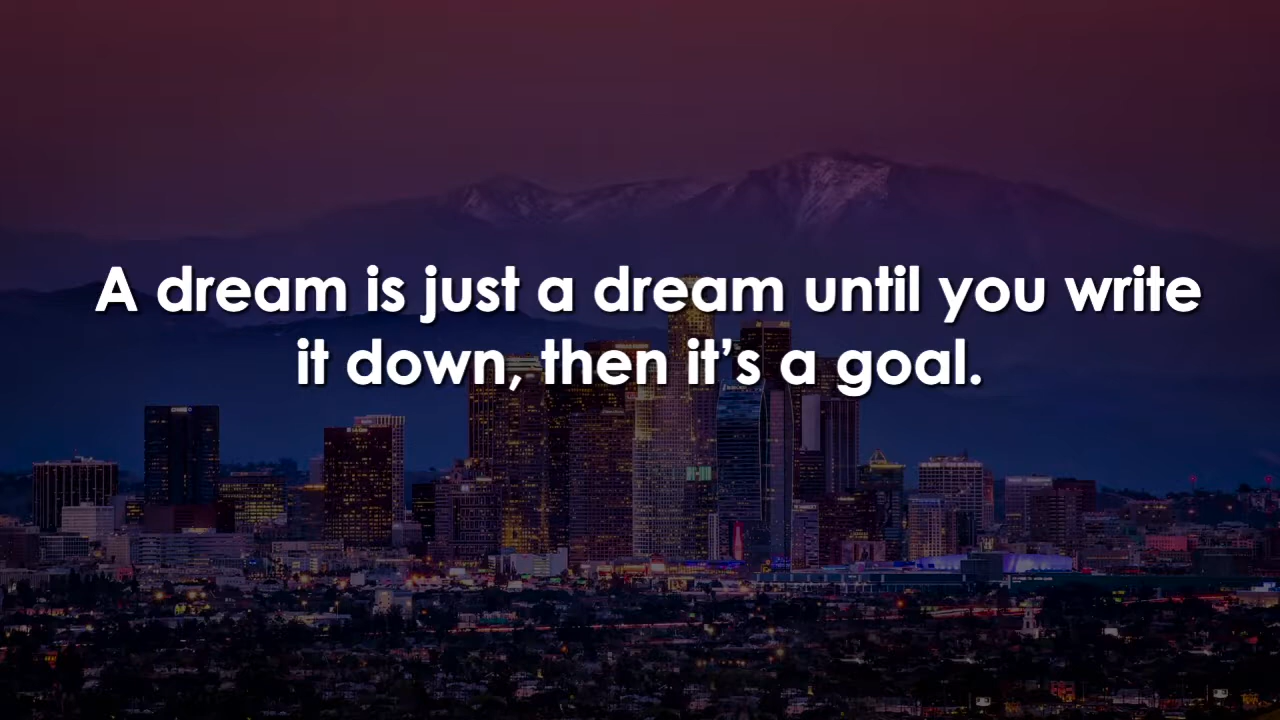 A dream is just a dream until you write
it down, then it’s a goal.